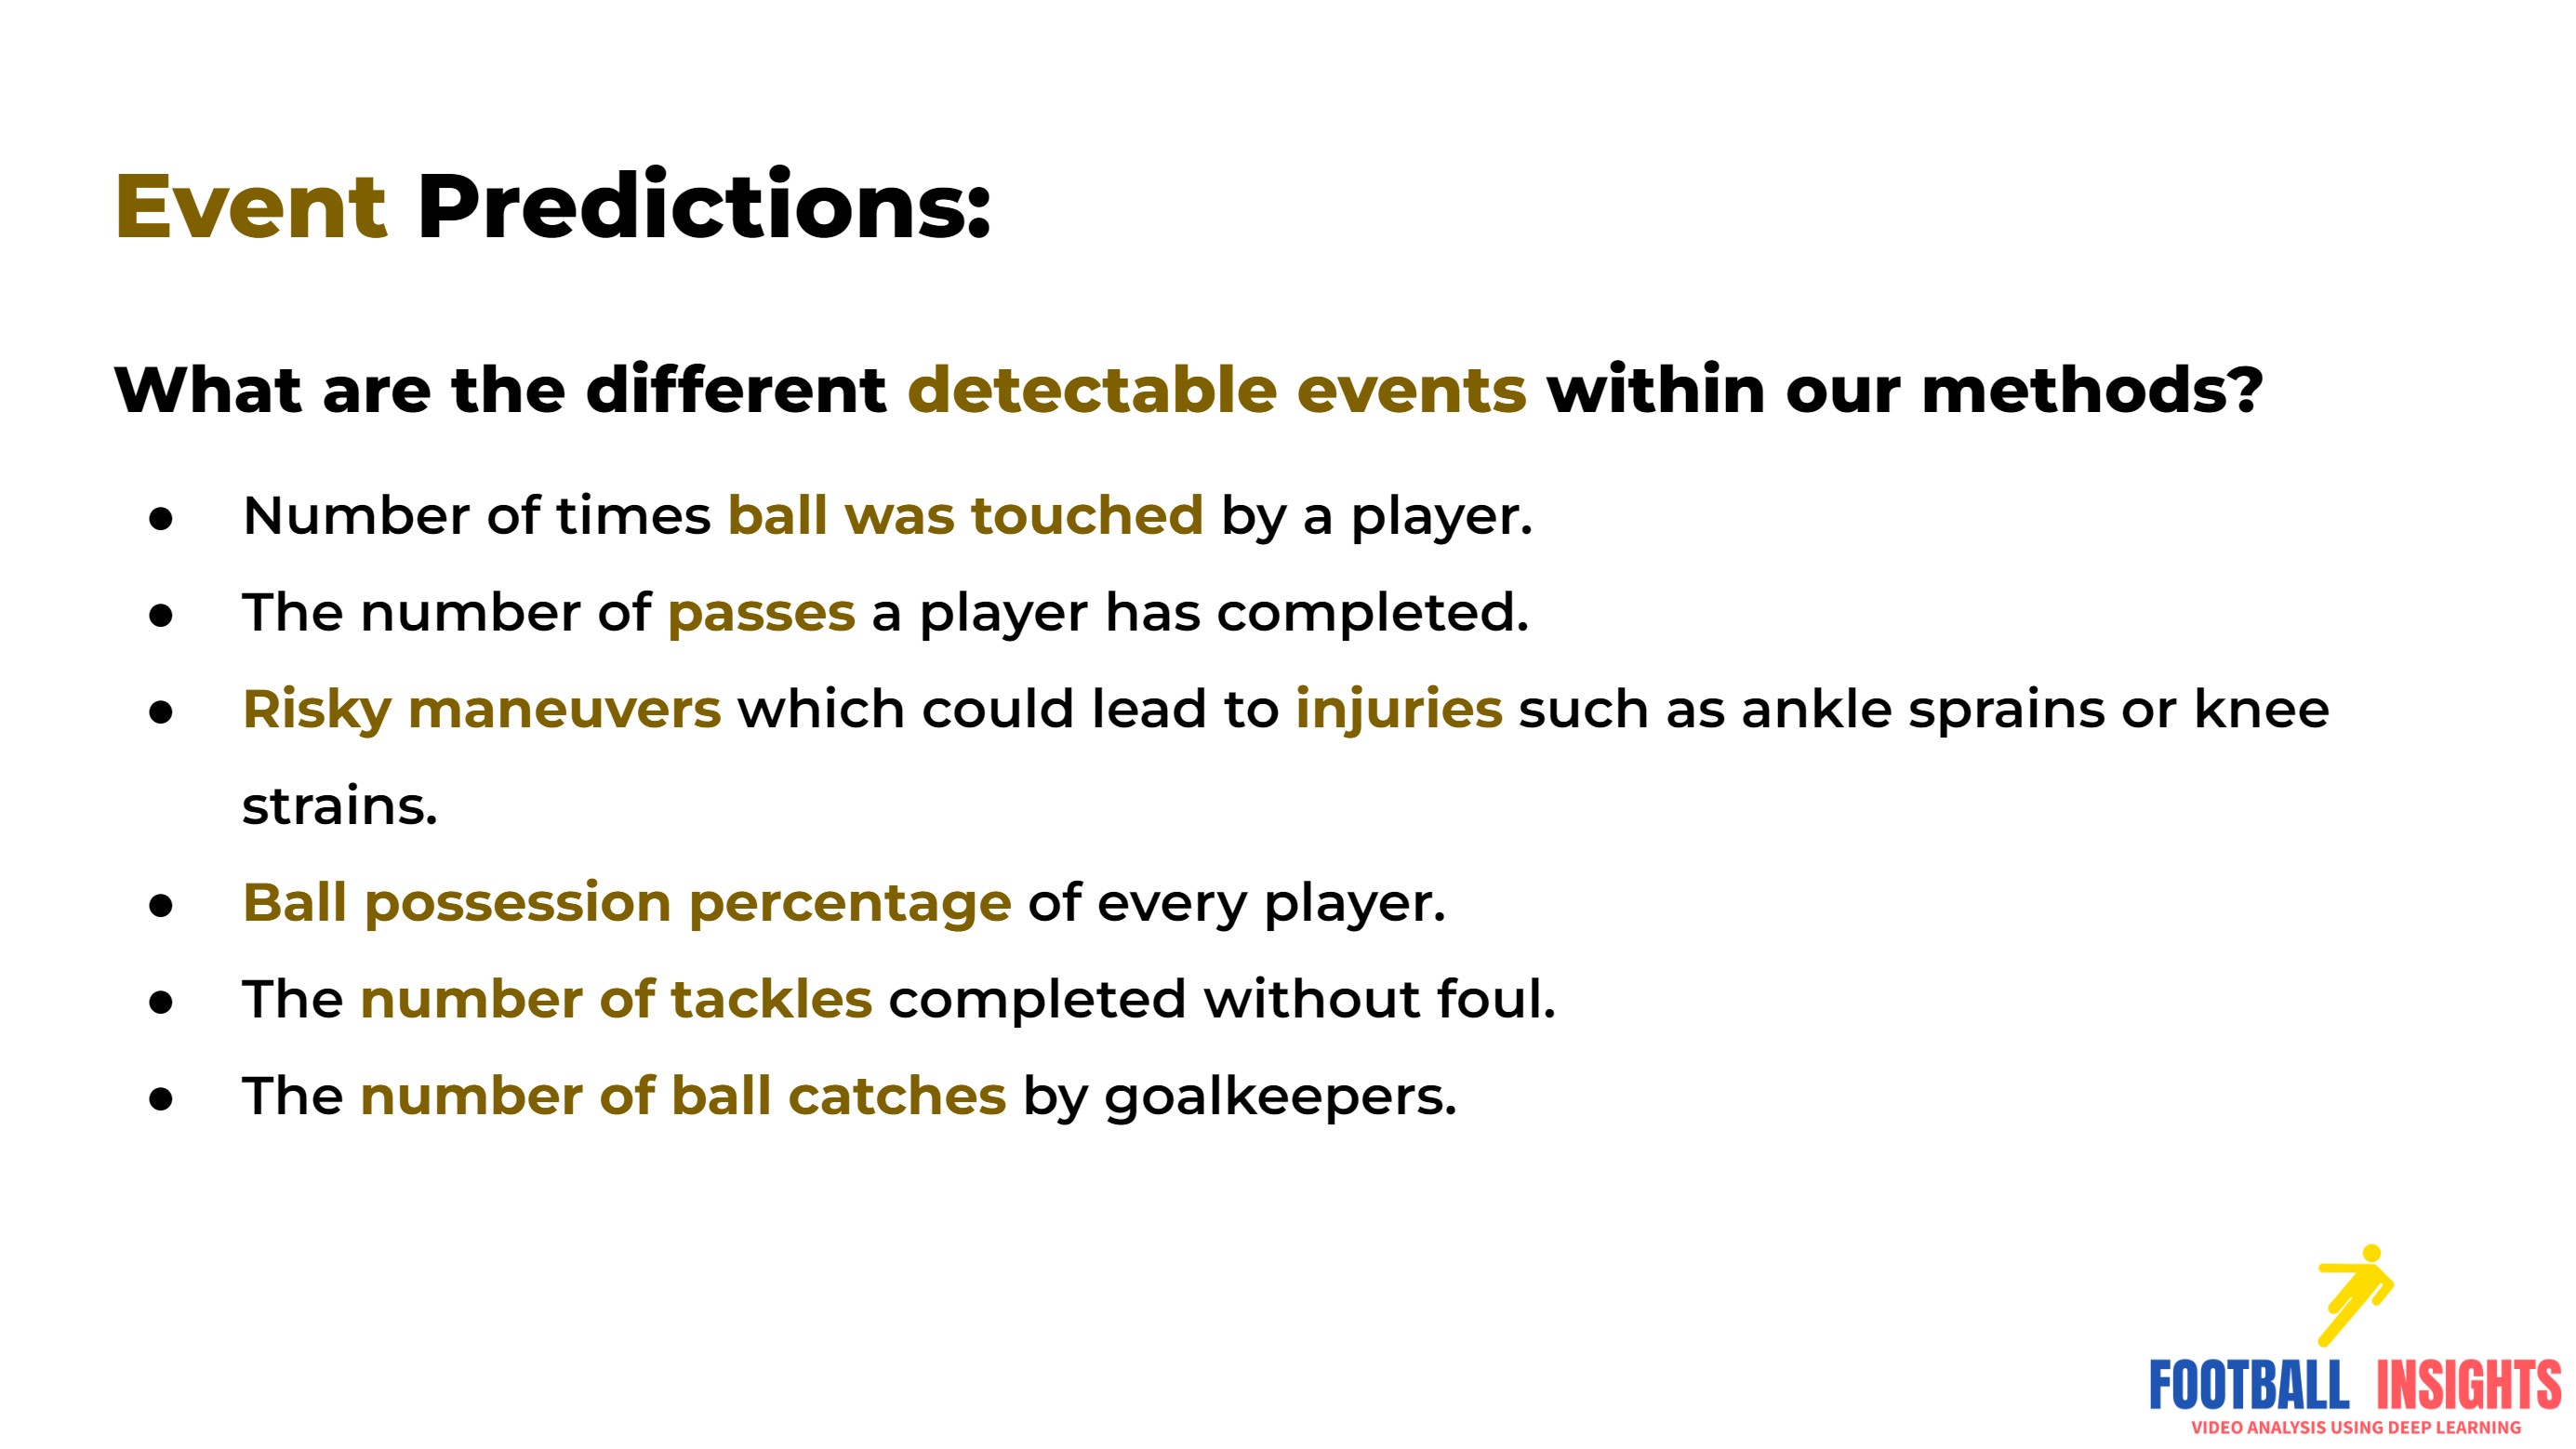 Event Predictions:
What are the different detectable events within our methods?
● Number of times ball was touched by a player.
● The number of passes a player has completed.
● Risky maneuvers which could lead to injuries such as ankle sprains or knee
strains.
● Ball possession percentage of every player.
● The number of tackles completed without foul.
● The number of ball catches by goalkeepers.
FOOTBALL INSIGHTS
VIDEO ANALYSIS USING DEEP LEARNING